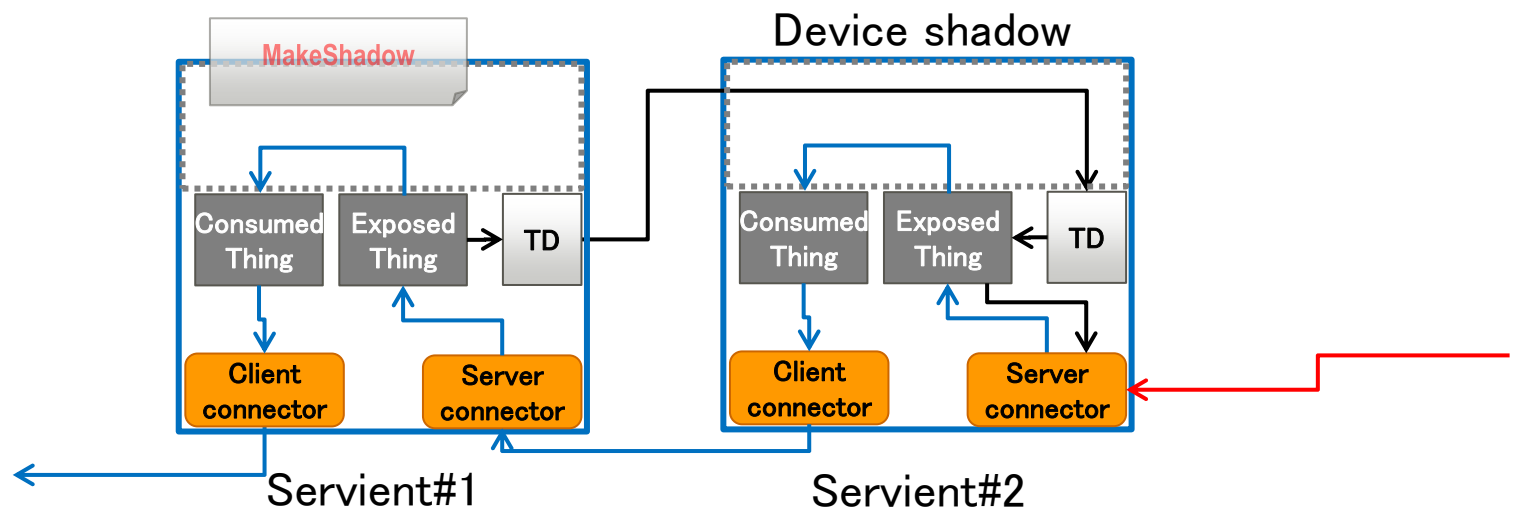 Device shadow
MakeShadow
Consumed
Thing
Exposed
Thing
TD
Consumed
Thing
Exposed
Thing
TD
Client
connector
Server
connector
Client
connector
Server
connector
Servient#1
Servient#2